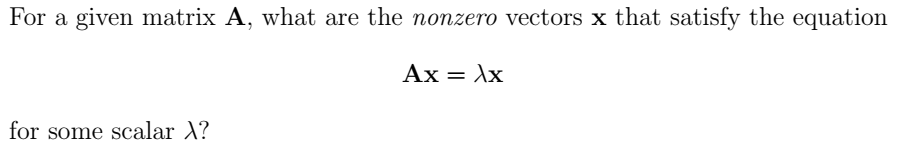 For a given matrix A, what are the nonzero vectors x that satisfy the equation
Ax = λx
for some scalar λ?